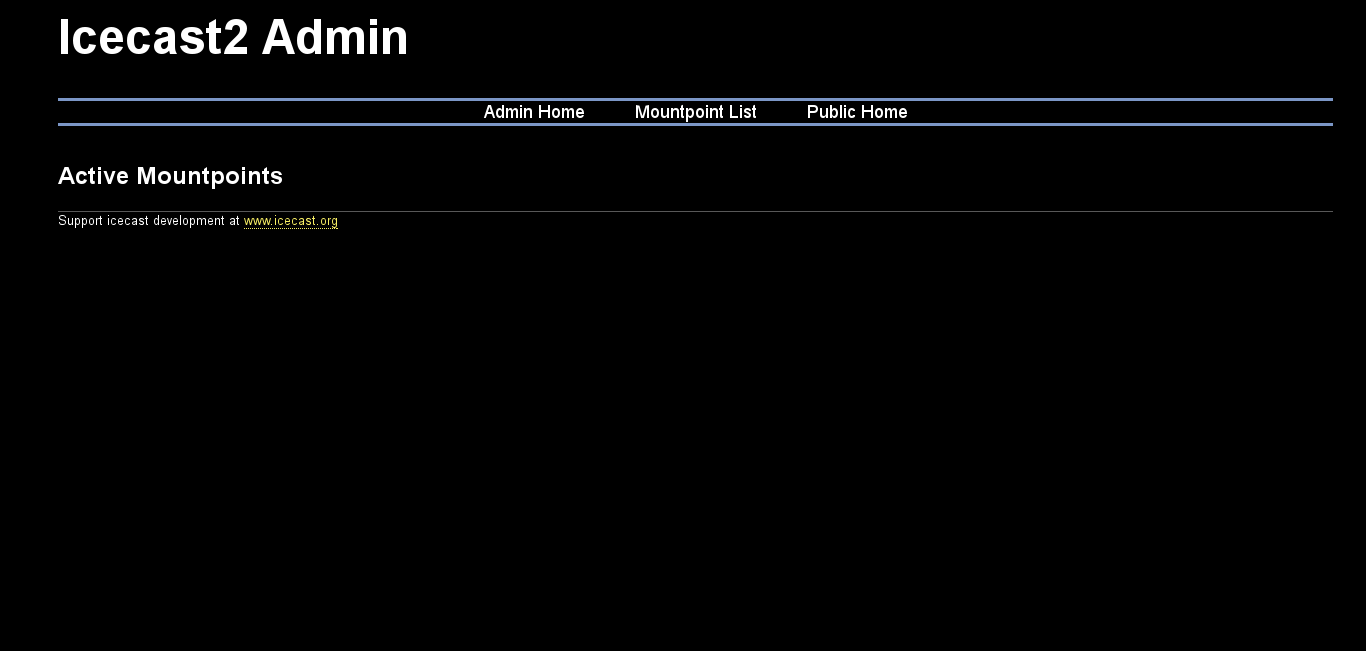 Icecast2 Admin
Admin Home Mountpoint List Public Home
Active Mountpoints
Support icecast development at www.icecast.org